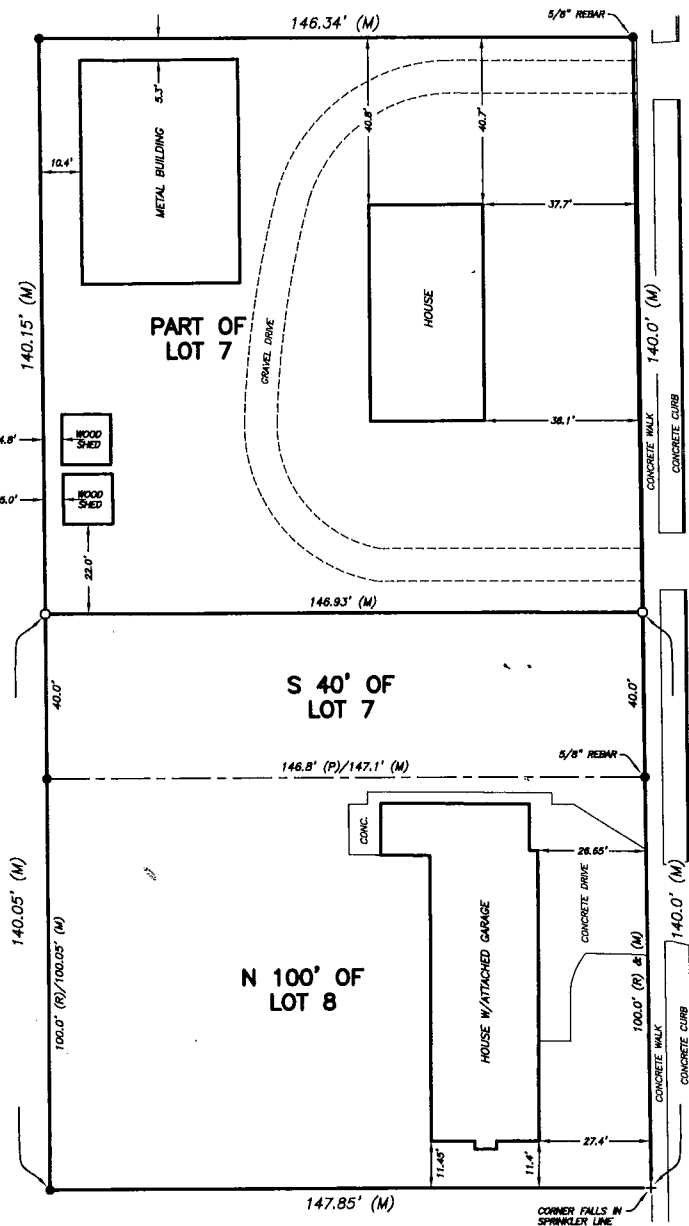 146.34' (M)
5/8" REBAR
5.3'
METAL BUILDING
10.4'
40.8'
40.7'
37.7'
HOUSE
140.15' (M)
PART OF
LOT 7
GRAVEL DRIVE
140.0' (M)
CONCRETE WALK
CONCRETE CURB
4.8'
WOOD
SHED
38.1'
5.0'
WOOD
SHED
22.0'
146.93' (M)
40.0'
S 40' OF
LOT 7
40.0'
146.8' (P)/147.1' (M)
5/8" REBAR
CONC.
26.65'
CONCRETE DRIVE
140.05' (M)
100.0' (R)/100.05' (M)
N 100' OF
LOT 8
HOUSE W/ATTACHED GARAGE
100.0' (R) & (M)
140.0' (M)
CONCRETE WALK
CONCRETE CURB
11.45'
11.4'
27.4'
147.85' (M)
CORNER FALLS IN
SPRINKLER LINE